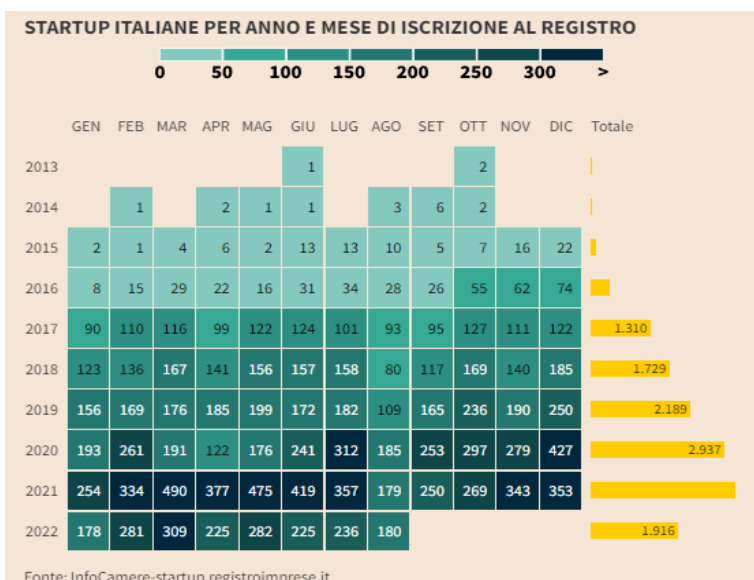 STARTUP ITALIANE PER ANNO E MESE DI ISCRIZIONE AL REGISTRO
0 50 100 150 200 250 300 >
GEN FEB MAR APR MAG GIU LUG AGO SET OTT NOV DIC Totale
2013 1 2
2014 1 2 1 1 3 6 2
2015 2 1 4 6 2 13 13 10 5 7 16 22
2016 8 15 29 22 16 31 34 28 26 55 62 74
2017 90 110 116 99 122 124 101 93 95 127 111 122 1.310
2018 123 136 167 141 156 157 158 80 117 169 140 185 1.729
2019 156 169 176 185 199 172 182 109 165 236 190 250 2.189
2020 193 261 191 122 176 241 312 185 253 297 279 427 2.937
2021 254 334 490 377 475 419 357 179 250 269 343 353
2022 178 281 309 225 282 225 236 180 1.916
Fonte: InfoCamere-startup.registroimprese.it